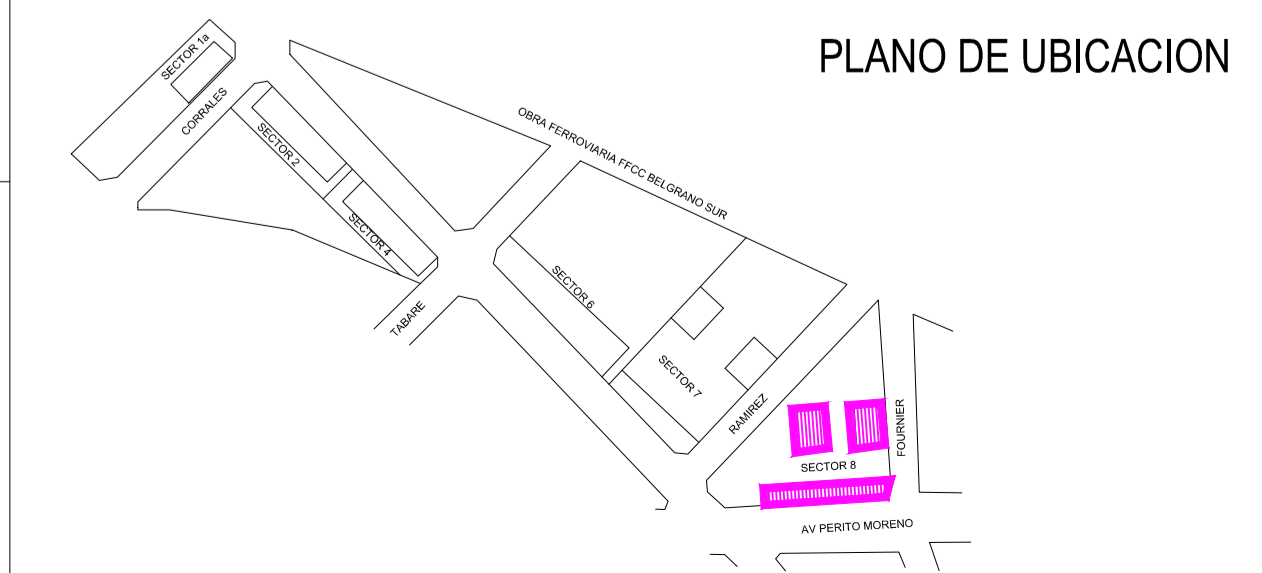 PLANO DE UBICACION
SECTOR 1a
CORRALES
OBRA FERROVIARIA FFCC BELGRANO SUR
SECTOR 2
SECTOR 4
TABARE
SECTOR 6
SECTOR 7
RAMIREZ
FOURNIER
SECTOR 8
AV PERITO MORENO